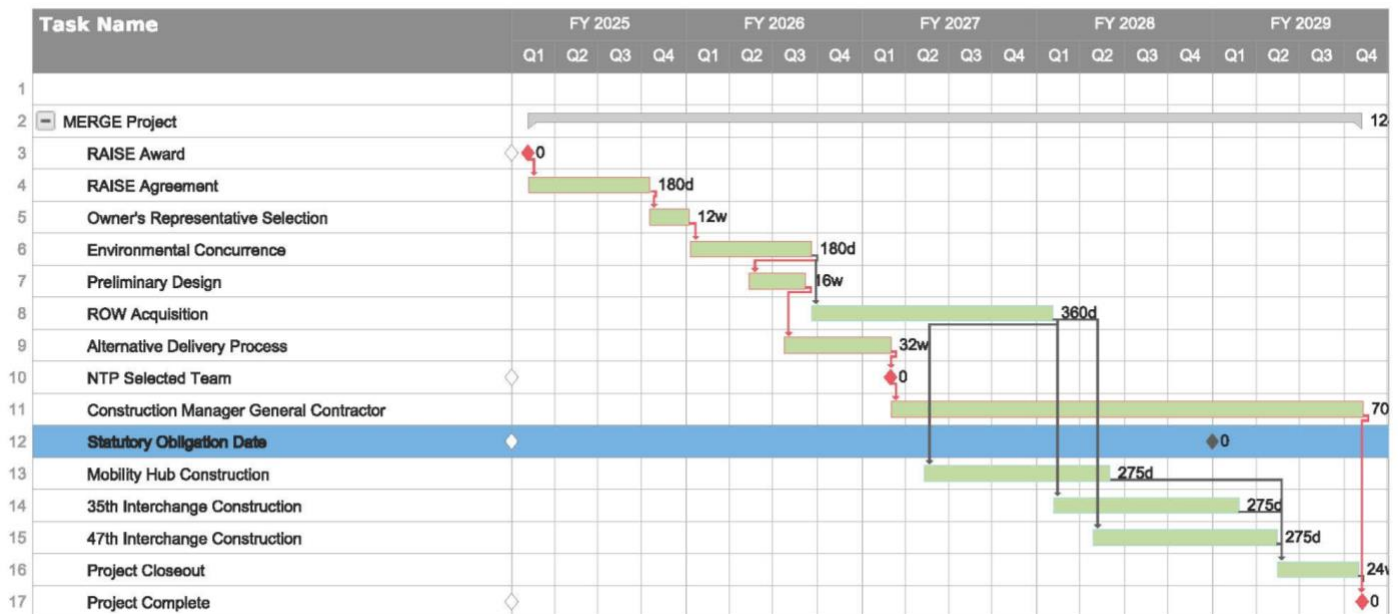 Task Name FY 2025 FY 2026 FY 2027 FY 2028 FY 2029
Q1 Q2 Q3 Q4 Q1 Q2 Q3 Q4 Q1 Q2 Q3 Q4 Q1 Q2 Q3 Q4 Q1 Q2 Q3 Q4
1
2 MERGE Project 12
3 RAISE Award 0
4 RAISE Agreement 180d
5 Owner's Representative Selection 12w
6 Environmental Concurrence 180d
7 Preliminary Design 16w
8 ROW Acquisition 360d
9 Alternative Delivery Process 32w
10 NTP Selected Team 0
11 Construction Manager General Contractor 70
12 Statutory Obligation Date 0
13 Mobility Hub Construction 275d
14 35th Interchange Construction 275d
15 47th Interchange Construction 275d
16 Project Closeout 24
17 Project Complete 0